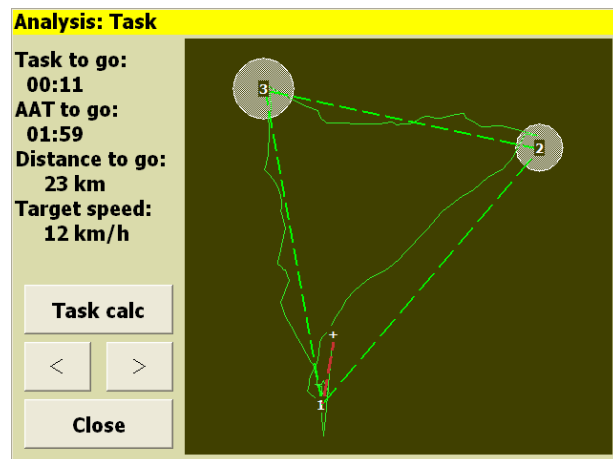 Analysis: Task
Task to go:
00:11
AAT to go:
01:59
Distance to go:
23 km
Target speed:
12 km/h
Task calc
< >
Close
3
2
+
1